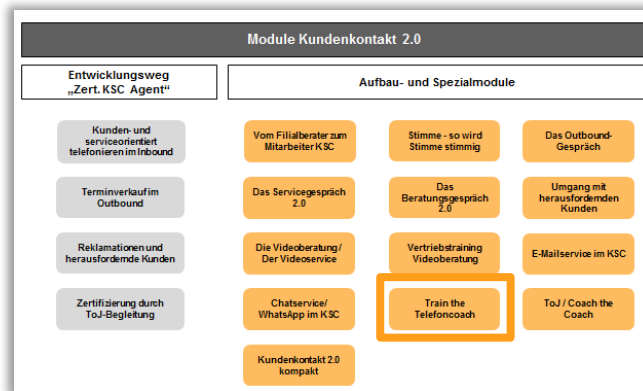 Module Kundenkontakt 2.0
Entwicklungsweg
„Zert. KSC Agent“
Aufbau- und Spezialmodule
Kunden- und
serviceorientiert
telefonieren im Inbound
Vom Filialberater zum
Mitarbeiter KSC
Stimme - so wird
Stimme stimmig
Das Outbound-
Gespräch
Terminverkauf im
Outbound
Das Servicegespräch
2.0
Das
Beratungsgespräch
2.0
Umgang mit
herausfordernden
Kunden
Reklamationen und
herausfordernde Kunden
Die Videoberatung /
Der Videoservice
Vertriebstraining
Videoberatung
E-Mailservice im KSC
Zertifizierung durch
ToJ-Begleitung
Chatservice/
WhatsApp im KSC
Train the
Telefoncoach
ToJ / Coach the
Coach
Kundenkontakt 2.0
kompakt